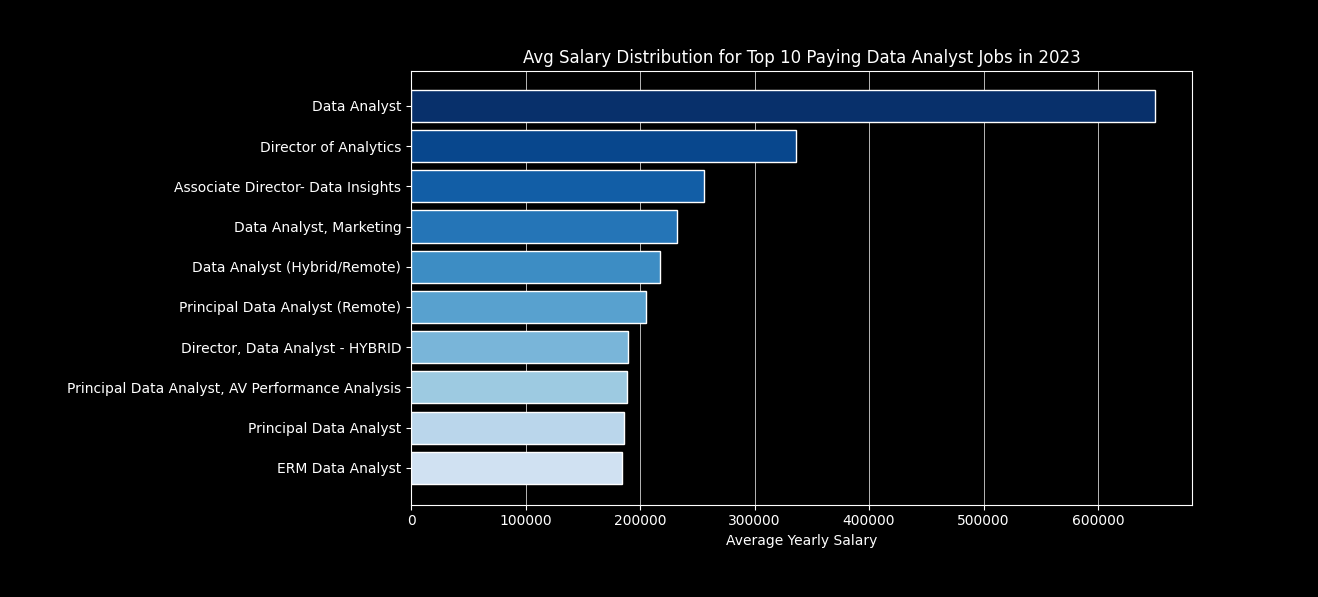 Avg Salary Distribution for Top 10 Paying Data Analyst Jobs in 2023
Data Analyst
Director of Analytics
Associate Director- Data Insights
Data Analyst, Marketing
Data Analyst (Hybrid/Remote)
Principal Data Analyst (Remote)
Director, Data Analyst - HYBRID
Principal Data Analyst, AV Performance Analysis
Principal Data Analyst
ERM Data Analyst
0 100000 200000 300000 400000 500000 600000
Average Yearly Salary